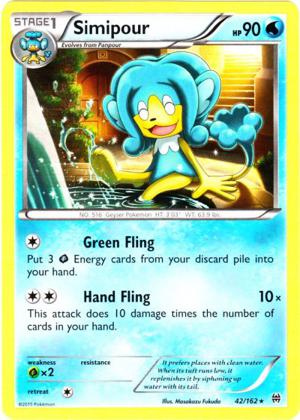 STAGE1
Simipour
HP90
Evolves from Panpour
NO. 516 Geyser Pokémon HT. 3'03" WT. 63.9 lbs.
Green Fling
Put 3 Energy cards from your discard pile into
your hand.
Hand Fling 10×
This attack does 10 damage times the number of
cards in your hand.
weakness resistance
×2
retreat
It prefers places with clean water.
When its tuft runs low, it
replenishes it by siphoning up
water with its tail.
©2015 Pokémon
Illus. Masakazu Fukuda
42/162 ★